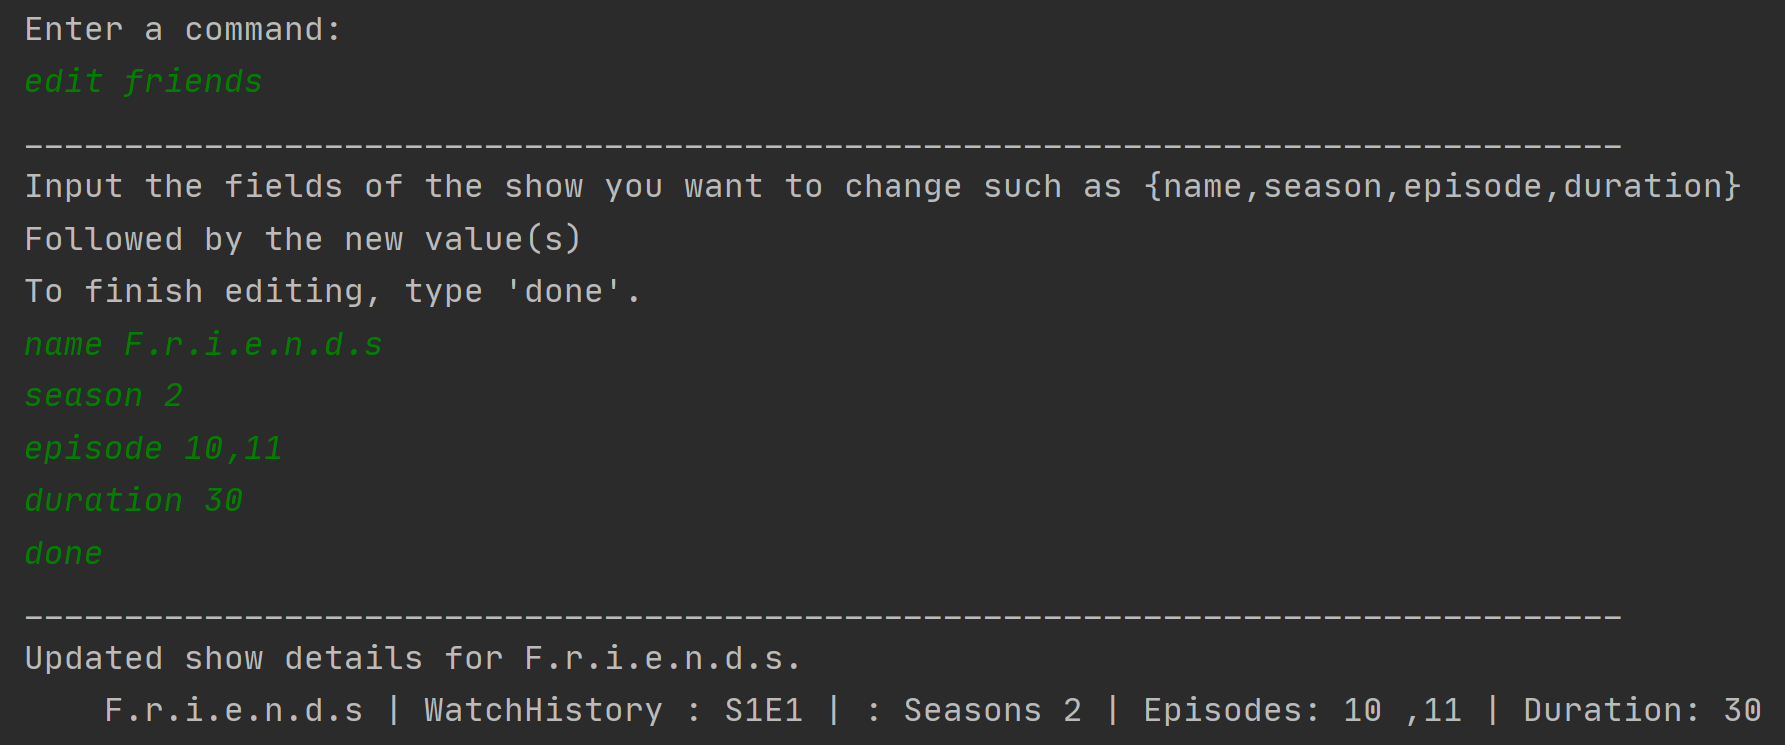 Enter a command:
edit friends
________________________________________________________________________________
Input the fields of the show you want to change such as {name,season,episode,duration}
Followed by the new value(s)
To finish editing, type 'done'.
name F.r.i.e.n.d.s
season 2
episode 10,11
duration 30
done
________________________________________________________________________________
Updated show details for F.r.i.e.n.d.s.
    F.r.i.e.n.d.s | WatchHistory : S1E1 | : Seasons 2 | Episodes: 10 ,11 | Duration: 30